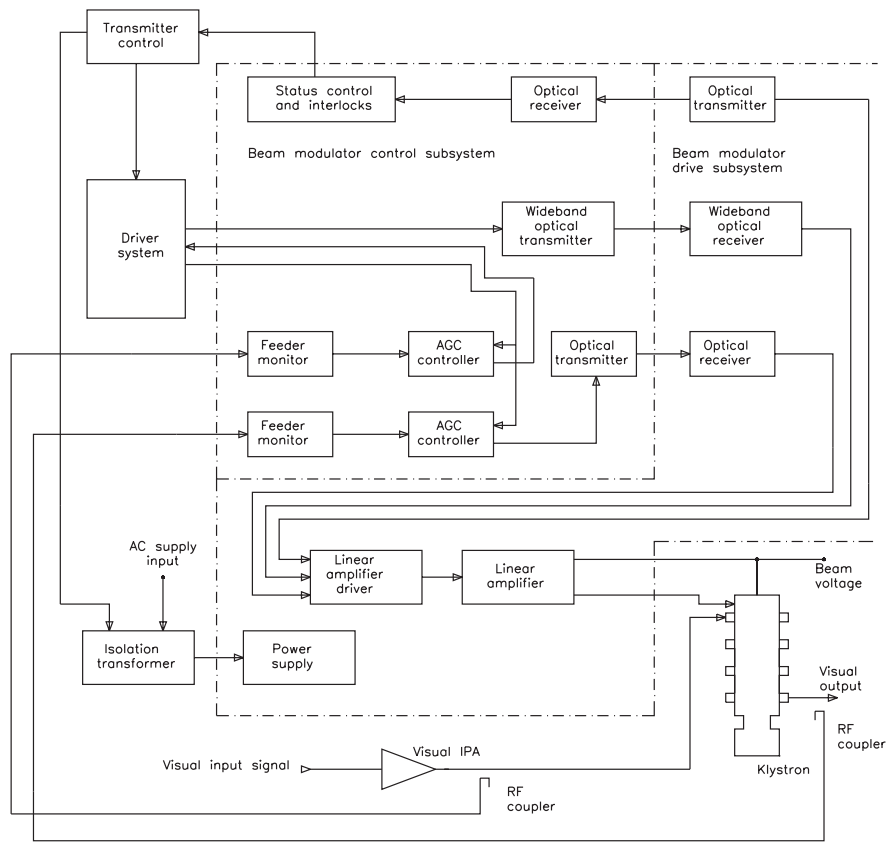 Transmitter
control
Status control
and interlocks
Optical
receiver
Optical
transmitter
Beam modulator control subsystem
Beam modulator
drive subsystem
Driver
system
Wideband
optical
transmitter
Wideband
optical
receiver
Feeder
monitor
AGC
controller
Optical
transmitter
Optical
receiver
Feeder
monitor
AGC
controller
AC supply
input
Linear
amplifier
driver
Linear
amplifier
Beam
voltage
Isolation
transformer
Power
supply
Visual
output
RF
coupler
Klystron
Visual input signal
Visual IPA
RF
coupler